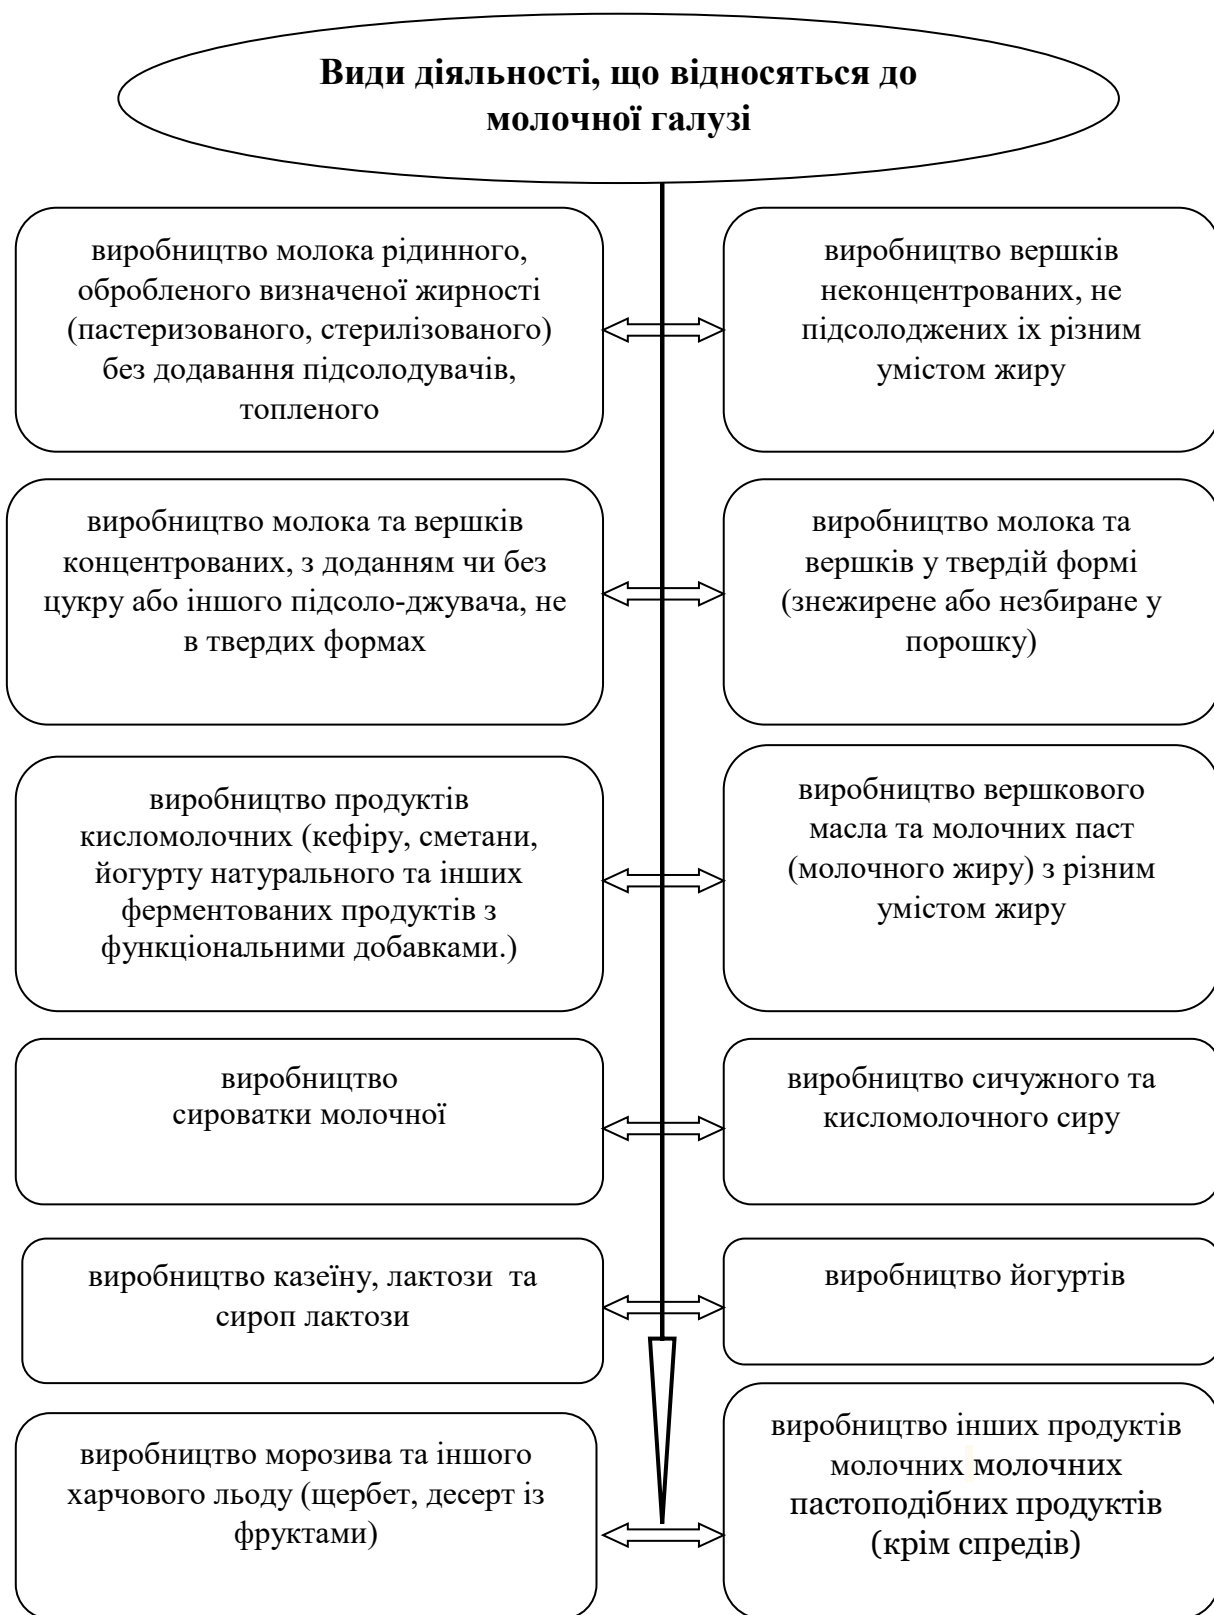 Види діяльності, що відносяться до
молочної галузі
виробництво молока рідинного,
обробленого визначеної жирності
(пастеризованого, стерилізованого)
без додавання підсолодувачів,
топленого
виробництво вершків
неконцентрованих, не
підсолоджених іх різним
умістом жиру
виробництво молока та вершків
концентрованих, з доданням чи без
цукру або іншого підсоло-джувача, не
в твердих формах
виробництво молока та
вершків у твердій формі
(знежирене або незбиране у
порошку)
виробництво продуктів
кисломолочних (кефіру, сметани,
йогурту натурального та інших
ферментованих продуктів з
функціональними добавками.)
виробництво вершкового
масла та молочних паст
(молочного жиру) з різним
умістом жиру
виробництво
сироватки молочної
виробництво сичужного та
кисломолочного сиру
виробництво казеїну, лактози та
сироп лактози
виробництво йогуртів
виробництво морозива та іншого
харчового льоду (щербет, десерт із
фруктами)
виробництво інших продуктів
молочних молочних
пастоподібних продуктів
(крім спредів)